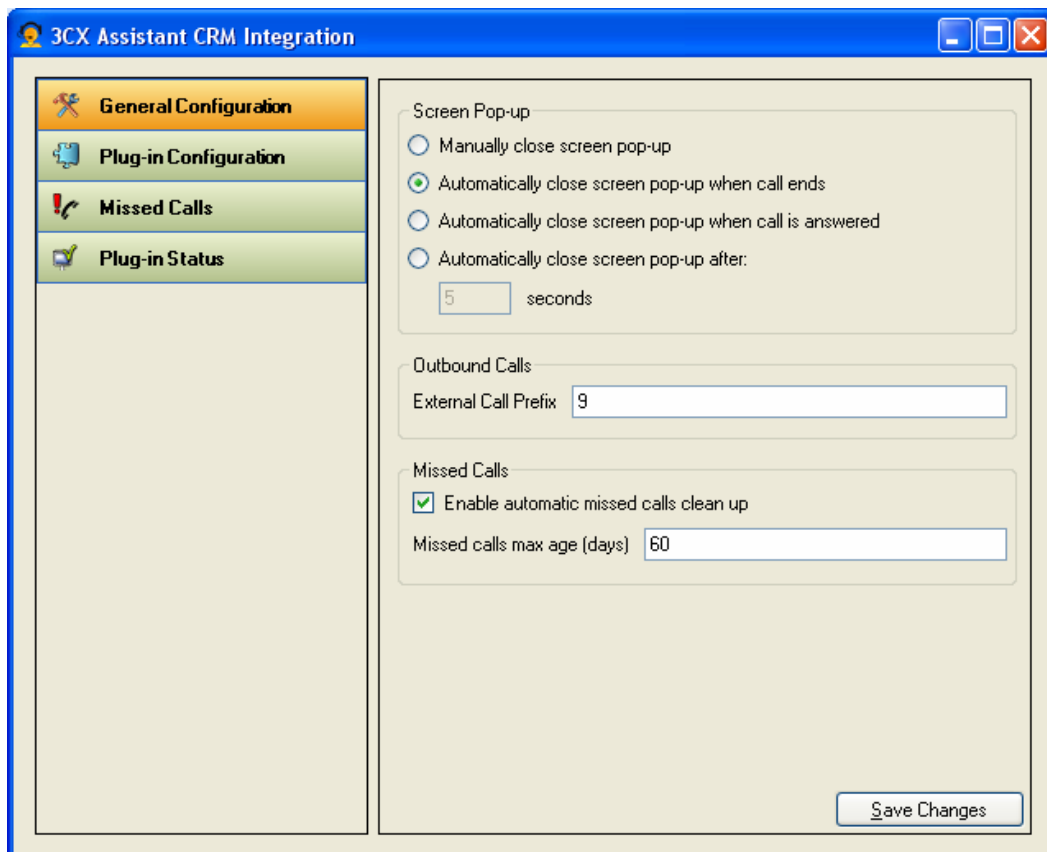 3CX Assistant CRM Integration
General Configuration
Plug-in Configuration
Missed Calls
Plug-in Status
Screen Pop-up
Manually close screen pop-up
Automatically close screen pop-up when call ends
Automatically close screen pop-up when call is answered
Automatically close screen pop-up after:
5 seconds
Outbound Calls
External Call Prefix 9
Missed Calls
Enable automatic missed calls clean up
Missed calls max age (days) 60
Save Changes